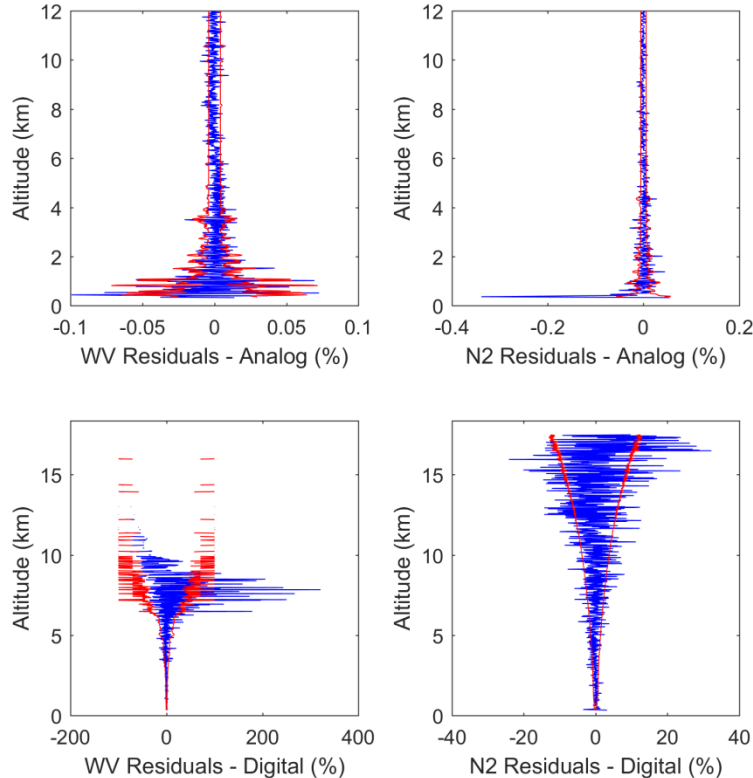 12
10
8
6
4
2
0
Altitude (km)
-0.1 -0.05 0 0.05 0.1
WV Residuals - Analog (%)
12
10
8
6
4
2
0
Altitude (km)
-0.4 -0.2 0 0.2
N2 Residuals - Analog (%)
15
10
5
0
Altitude (km)
-200 0 200 400
WV Residuals - Digital (%)
15
10
5
0
Altitude (km)
-40 -20 0 20 40
N2 Residuals - Digital (%)